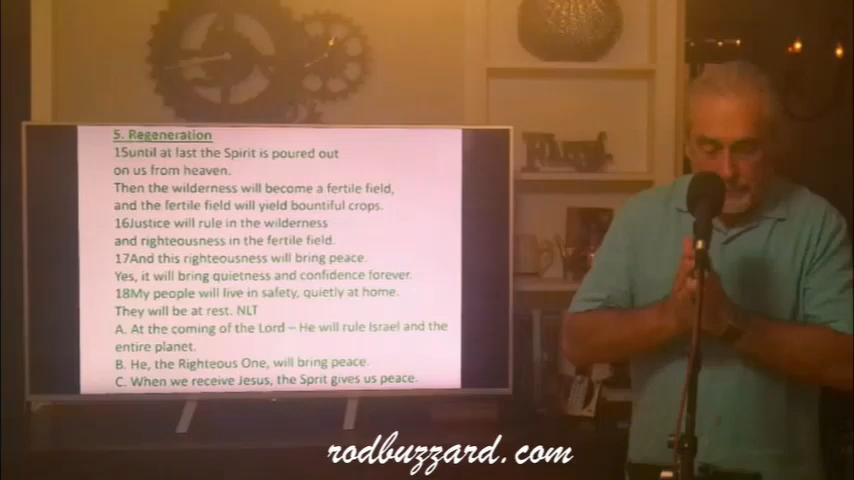 5. Regeneration
15until at last the Spirit is poured out
on us from heaven.
Then the wilderness will become a fertile field,
and the fertile field will yield bountiful crops.
16Justice will rule in the wilderness
and righteousness in the fertile field.
17And this righteousness will bring peace.
Yes, it will bring quietness and confidence forever.
18My people will live in safety, quietly at home.
They will be at rest. NLT
A. At the coming of the Lord – He will rule Israel and the
entire planet.
B. He, the Righteous One, will bring peace.
C. When we receive Jesus, the Sprit gives us peace.
rodbuzzard.com